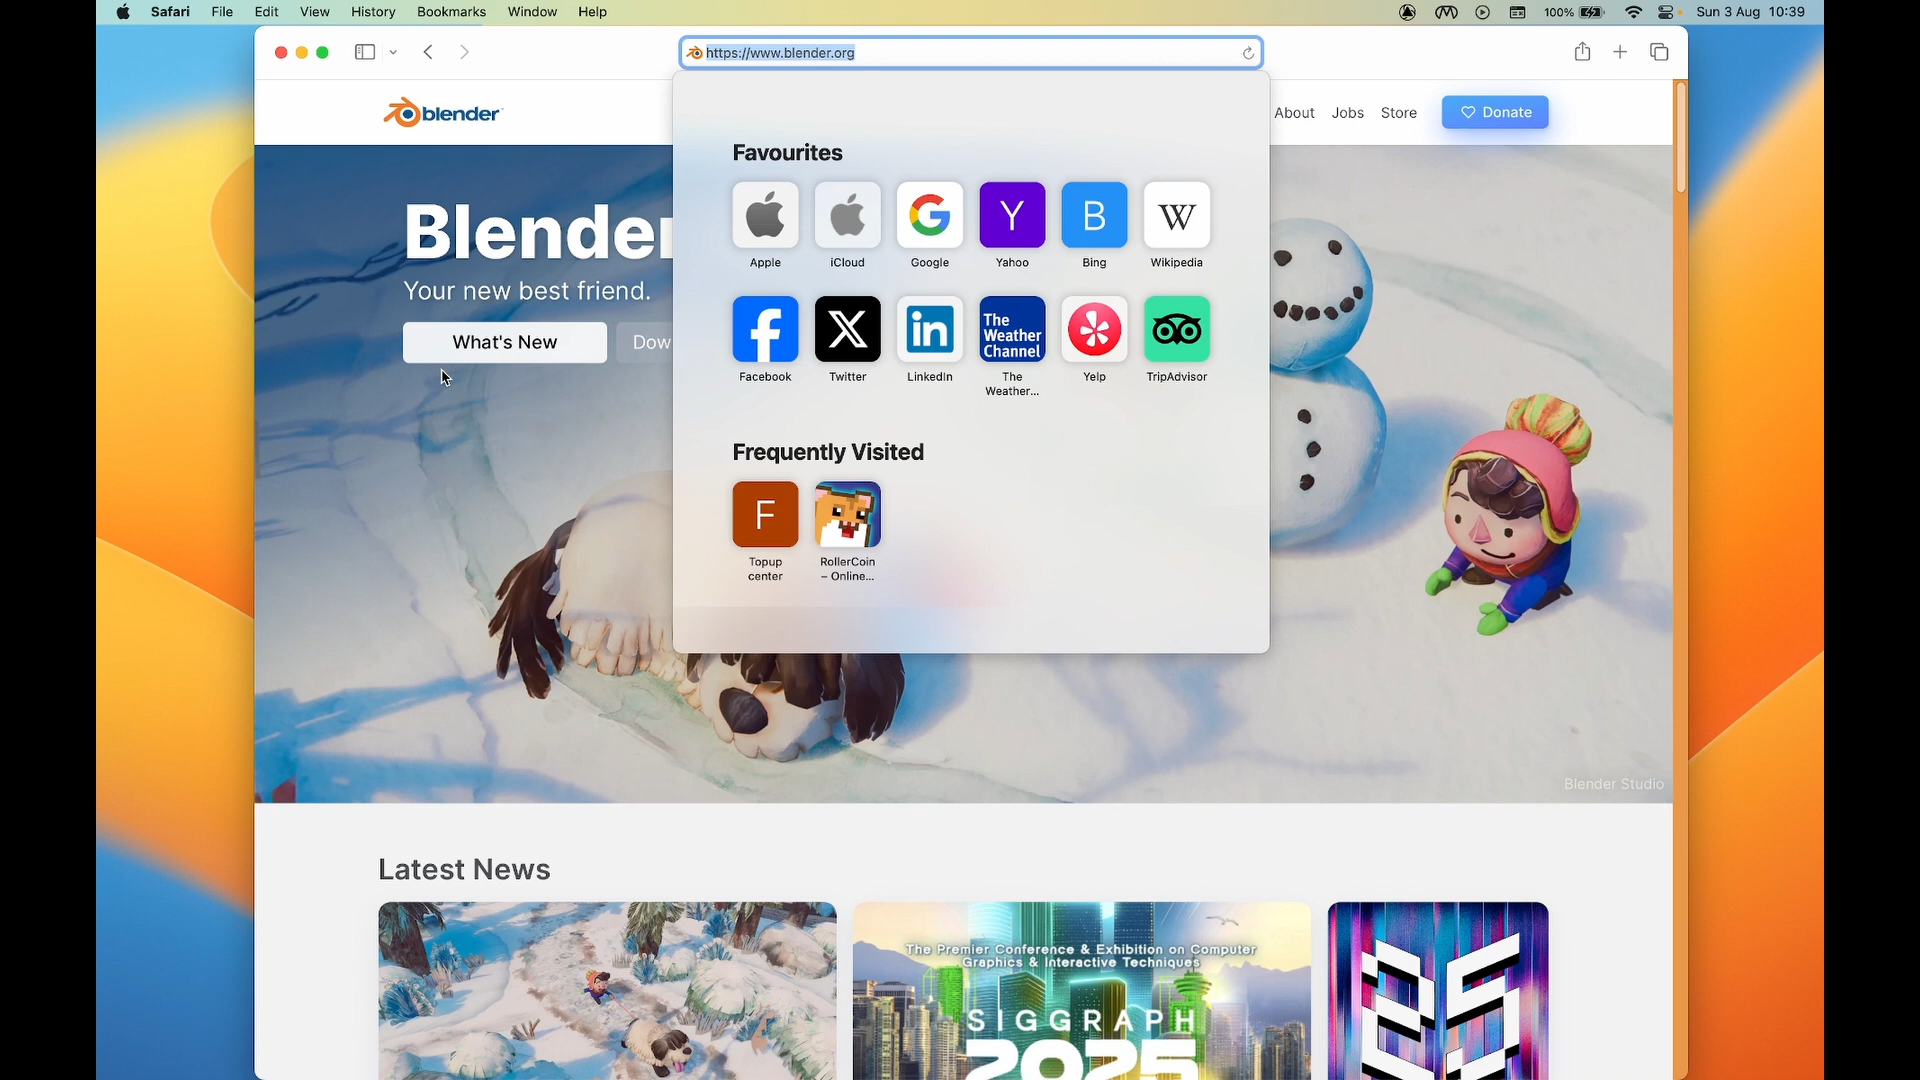 Safari File Edit View History Bookmarks Window Help 100% Sun 3 Aug 10:39
https://www.blender.org
blender About Jobs Store Donate
Blender
Your new best friend.
What's New Dow
Favourites
Apple iCloud Google Yahoo Bing Wikipedia
Y B W
The
Weather
Channel
Facebook Twitter LinkedIn The
Weather... Yelp TripAdvisor
Frequently Visited
F
Topup
center
RollerCoin
– Online...
Blender Studio
Latest News
The Premier Conference & Exhibition on Computer
Graphics & Interactive Techniques
SIGGRAPH
2025